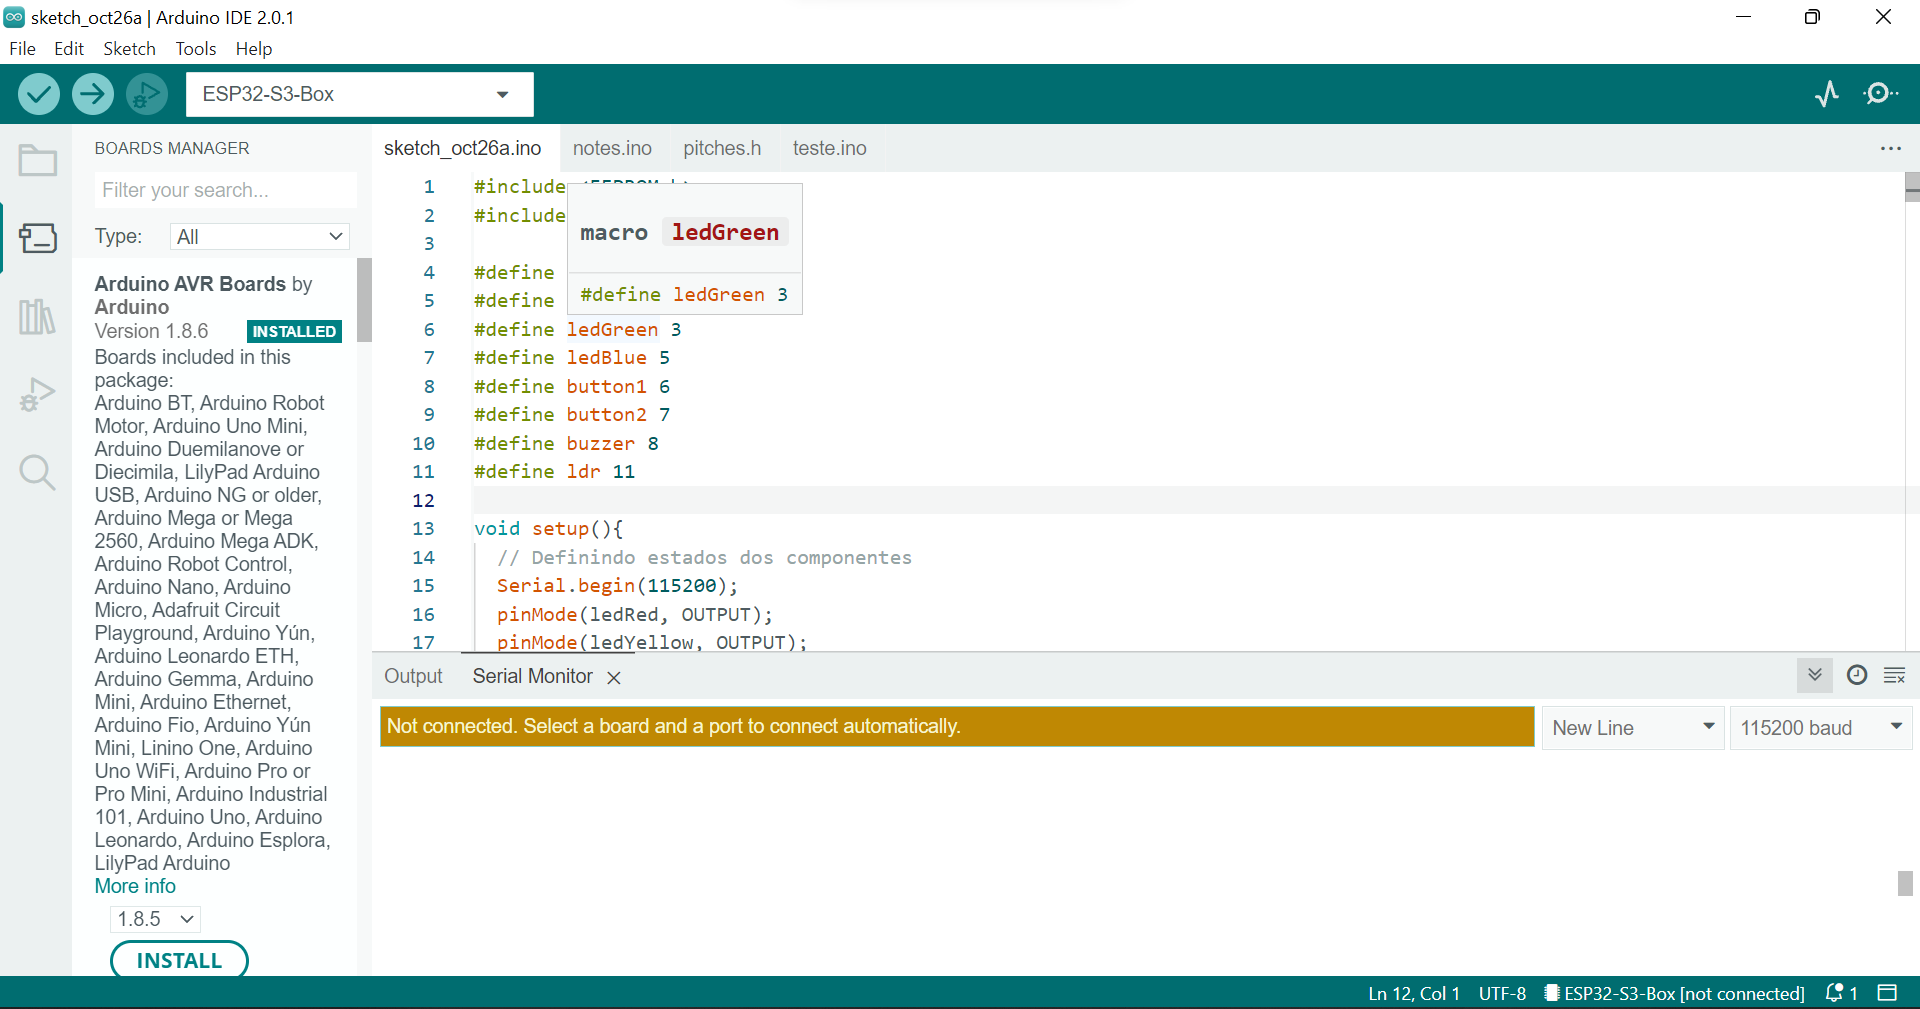 sketch_oct26a | Arduino IDE 2.0.1
File Edit Sketch Tools Help
ESP32-S3-Box
BOARDS MANAGER
Filter your search...
Type: All
Arduino AVR Boards by
Arduino
Version 1.8.6 INSTALLED
Boards included in this
package:
Arduino BT, Arduino Robot
Motor, Arduino Uno Mini,
Arduino Duemilanove or
Diecimila, LilyPad Arduino
USB, Arduino NG or older,
Arduino Mega or Mega
2560, Arduino Mega ADK,
Arduino Robot Control,
Arduino Nano, Arduino
Micro, Adafruit Circuit
Playground, Arduino Yún,
Arduino Leonardo ETH,
Arduino Gemma, Arduino
Mini, Arduino Ethernet,
Arduino Fio, Arduino Yún
Mini, Linino One, Arduino
Uno WiFi, Arduino Pro or
Pro Mini, Arduino Industrial
101, Arduino Uno, Arduino
Leonardo, Arduino Esplora,
LilyPad Arduino
More info
1.8.5
INSTALL
sketch_oct26a.ino notes.ino pitches.h teste.ino
1 #include
2 #include
3
4 #define
5 #define
macro ledGreen
#define ledGreen 3
6 #define ledGreen 3
7 #define ledBlue 5
8 #define button1 6
9 #define button2 7
10 #define buzzer 8
11 #define ldr 11
12
13 void setup(){
14 // Definindo estados dos componentes
15 Serial.begin(115200);
16 pinMode(ledRed, OUTPUT);
17 pinMode(ledYellow, OUTPUT);
Output Serial Monitor
Not connected. Select a board and a port to connect automatically.
New Line 115200 baud
Ln 12, Col 1 UTF-8 ESP32-S3-Box [not connected] 1